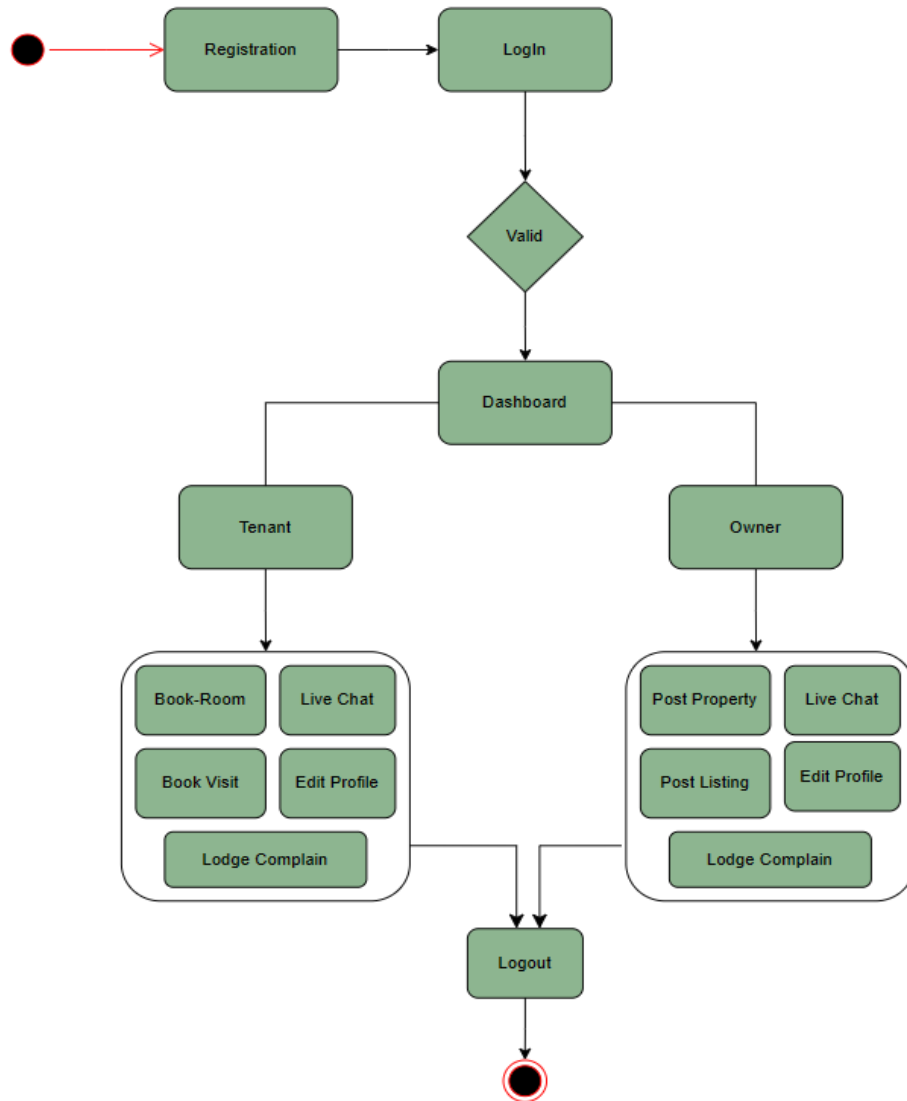 Registration
LogIn
Valid
Dashboard
Tenant
Owner
Book-Room
Live Chat
Book Visit
Edit Profile
Lodge Complain
Post Property
Live Chat
Post Listing
Edit Profile
Lodge Complain
Logout